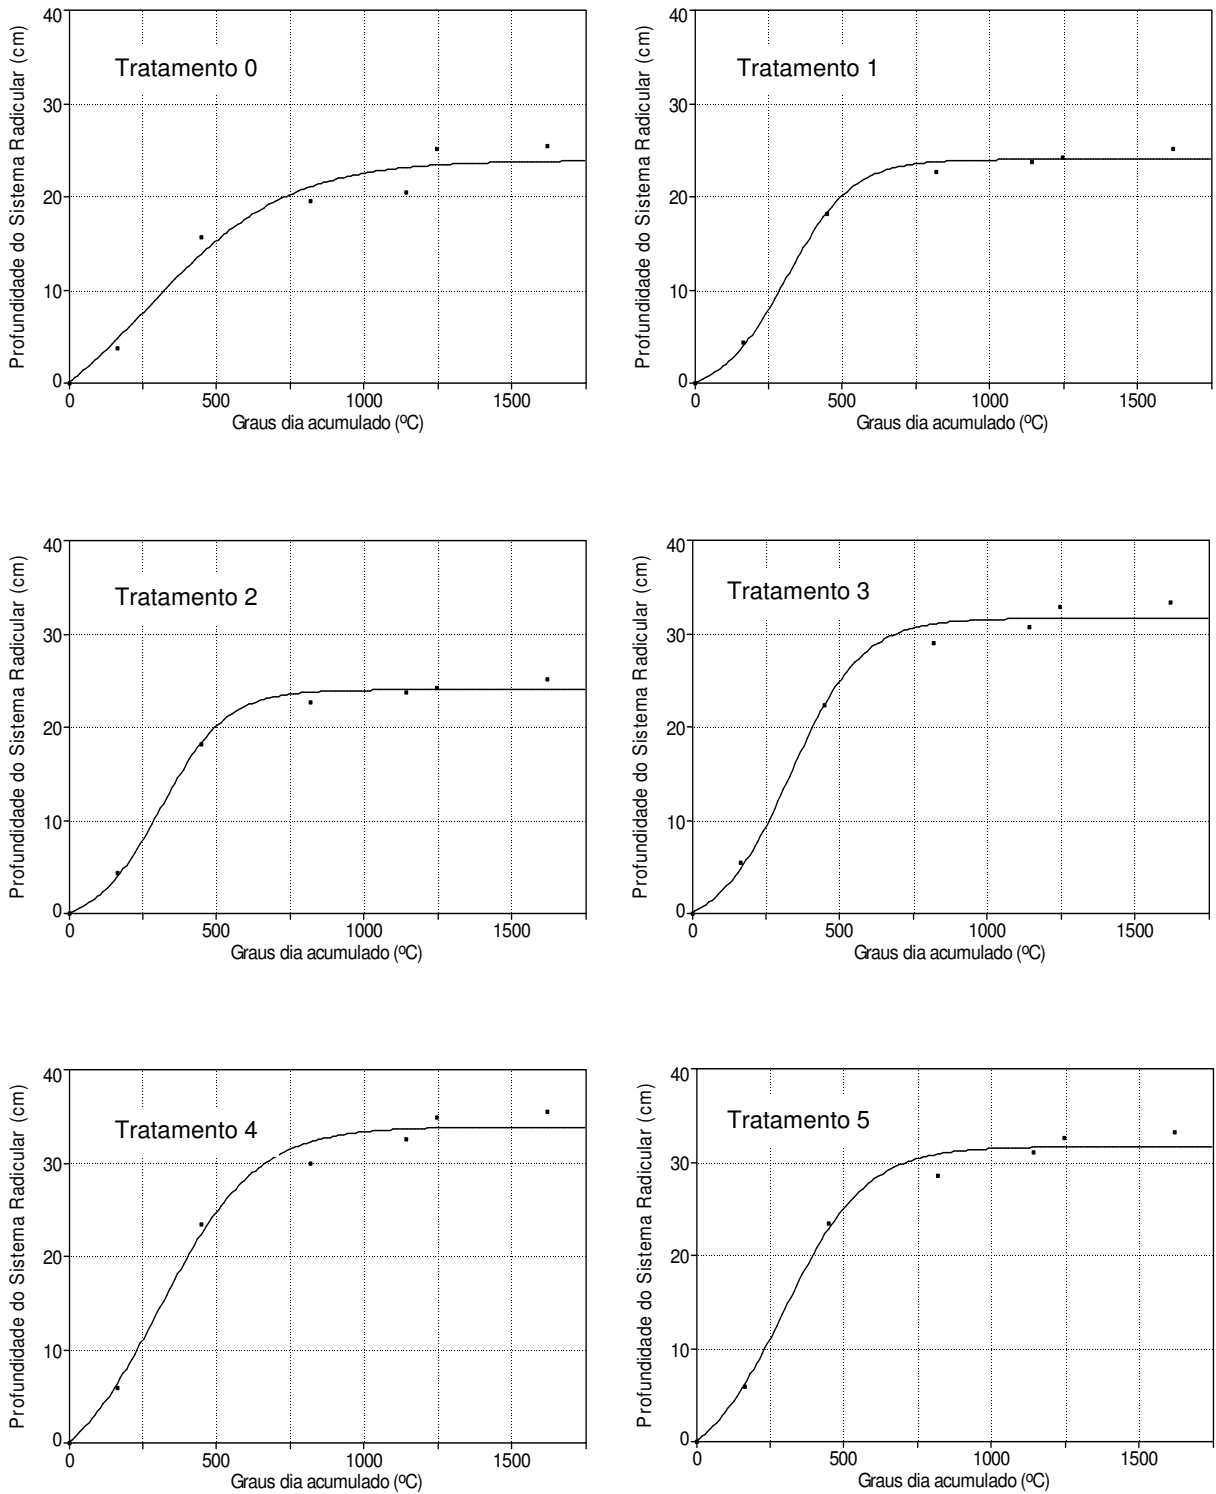 Profundidade do Sistema Radicular (cm)
40
30
20
10
0
Tratamento 0
0 500 1000 1500
Graus dia acumulado (ºC)
Profundidade do Sistema Radicular (cm)
40
30
20
10
0
Tratamento 1
0 500 1000 1500
Graus dia acumulado (ºC)
Profundidade do Sistema Radicular (cm)
40
30
20
10
0
Tratamento 2
0 500 1000 1500
Graus dia acumulado (ºC)
Profundidade do Sistema Radicular (cm)
40
30
20
10
0
Tratamento 3
0 500 1000 1500
Graus dia acumulado (ºC)
Profundidade do Sistema Radicular (cm)
40
30
20
10
0
Tratamento 4
0 500 1000 1500
Graus dia acumulado (ºC)
Profundidade do Sistema Radicular (cm)
40
30
20
10
0
Tratamento 5
0 500 1000 1500
Graus dia acumulado (ºC)